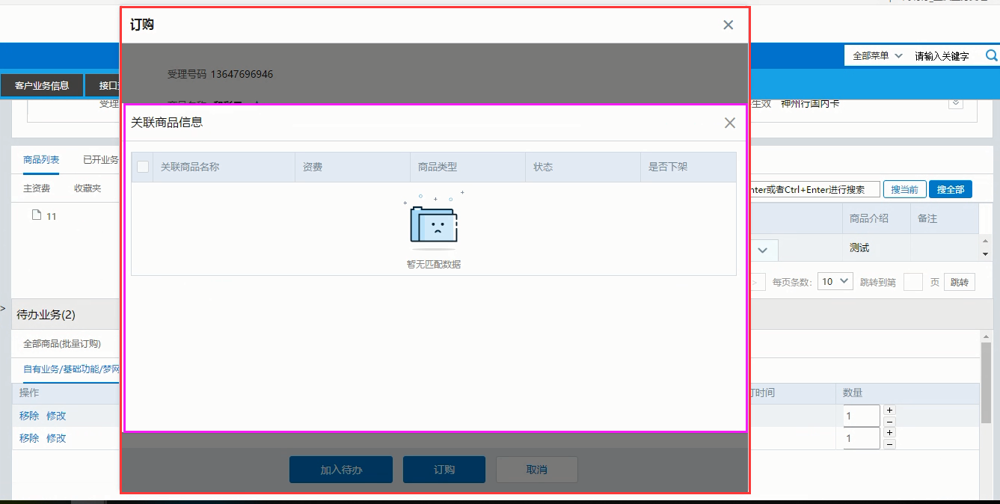 订购
全部菜单 请输入关键字
受理号码 13647696946
客户业务信息 接口
商品名称
受理
生效 神州行国内卡
关联商品信息
商品列表 已开业务
关联商品名称 资费 商品类型 状态 是否下架
主资费 收藏夹
nter或者Ctrl+Enter进行搜索 搜当前 搜全部
11
商品介绍 备注
测试
暂无匹配数据
> 每页条数: 10 跳转到第 页 跳转
>
待办业务(2)
全部商品(批量订购)
自有业务/基础功能/梦网
操作
订时间 数量
移除 修改 1 + −
移除 修改 1 + −
加入待办 订购 取消